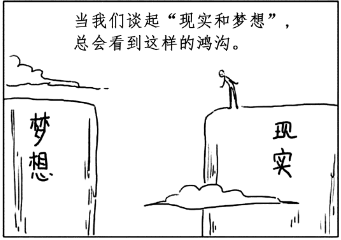 当我们谈起“现实和梦想”，
总会看到这样的鸿沟。
梦想
现实